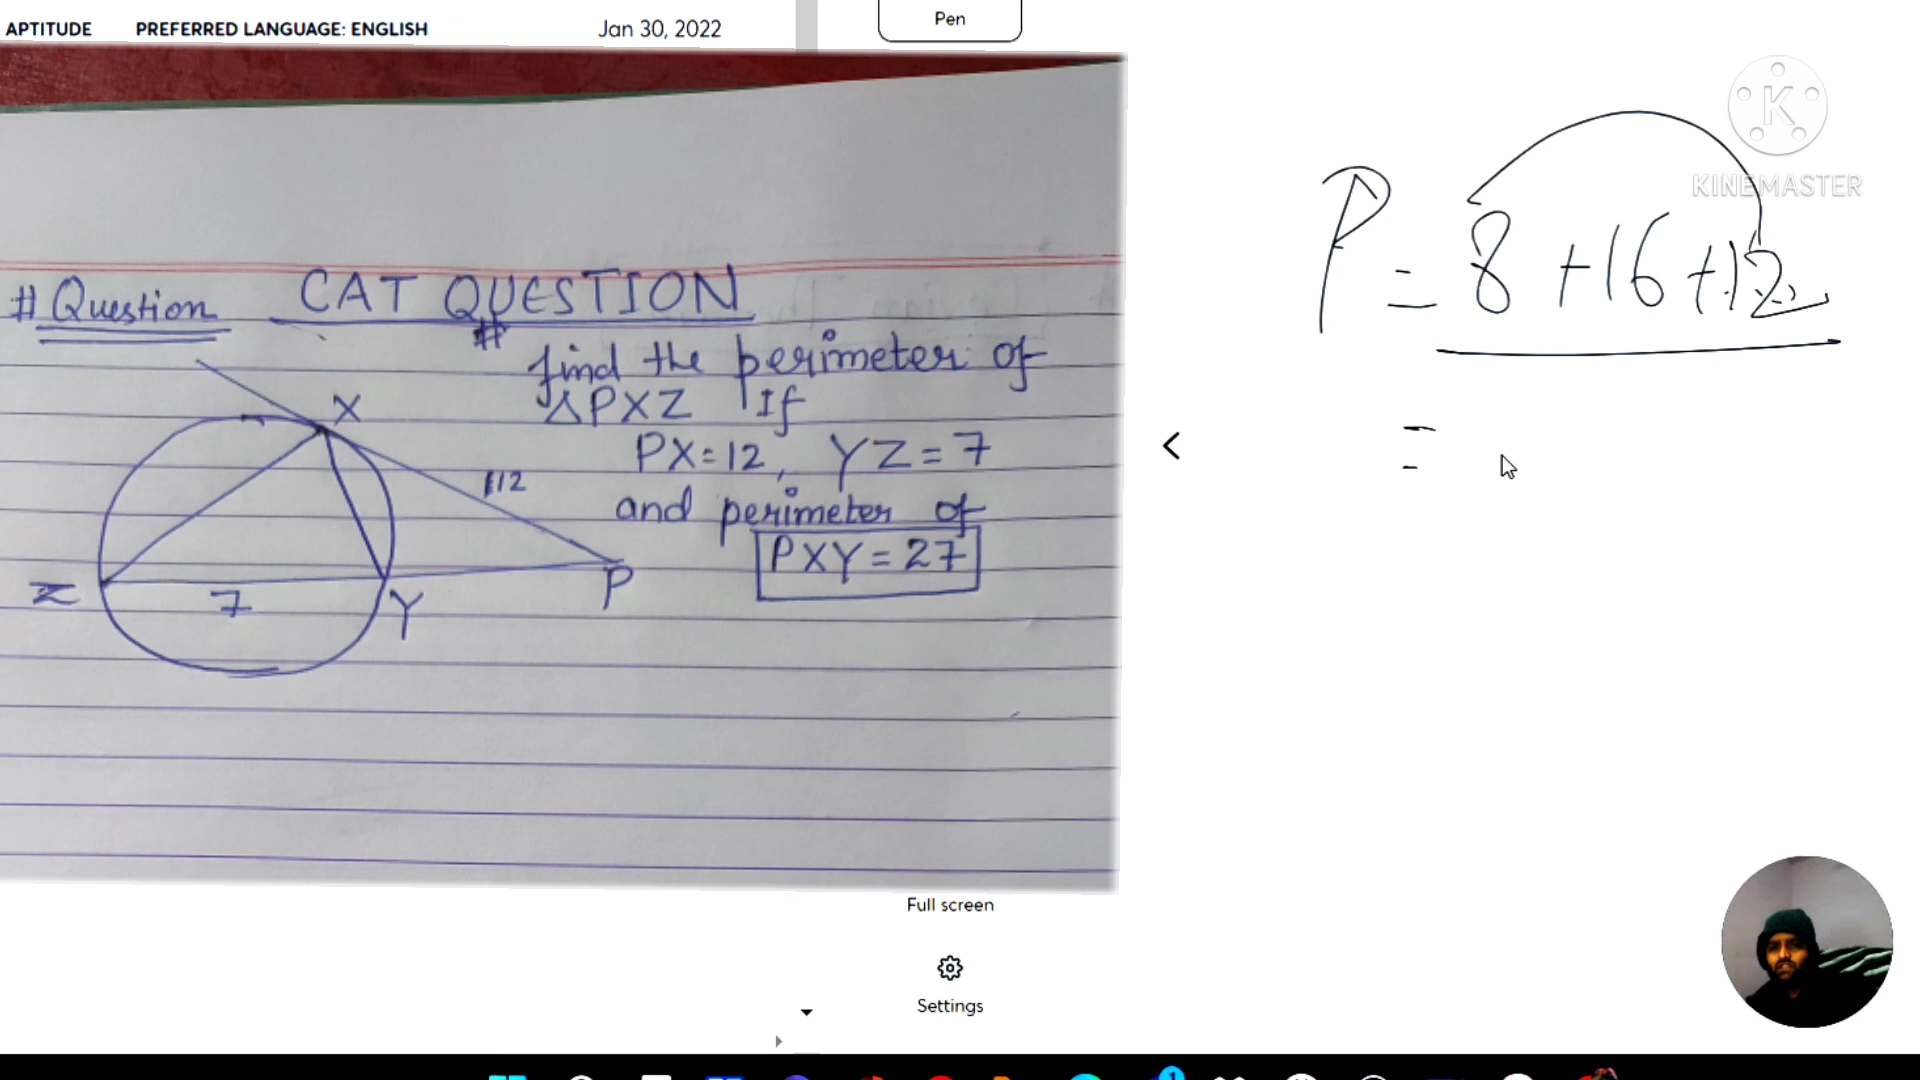 APTITUDE PREFERRED LANGUAGE: ENGLISH Jan 30, 2022
Pen
KINEMASTER
# Question CAT QUESTION
# find the perimeter of
△PXZ If
PX=12, YZ=7
and perimeter of
PXY=27
X
12
Z 7 Y P
P = 8 + 16 + 12
=
<
Full screen
Settings